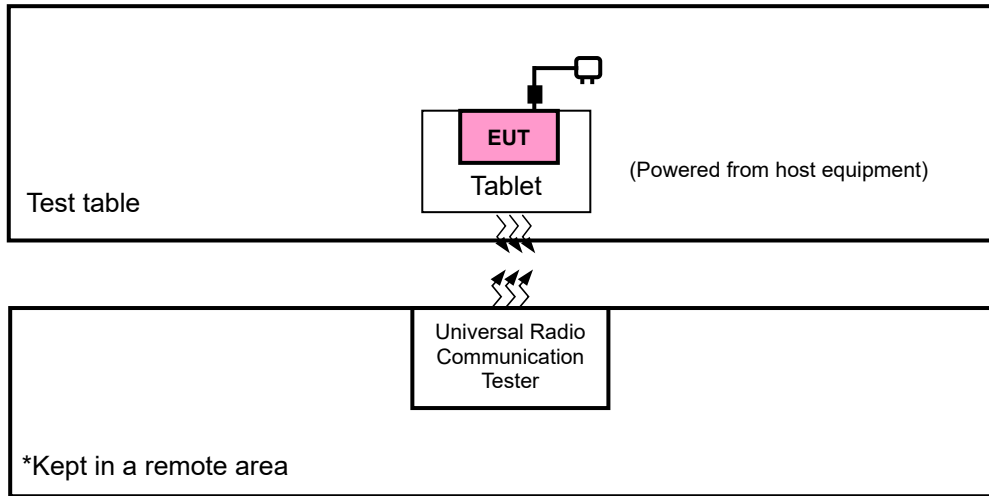 EUT
Tablet
(Powered from host equipment)
Test table
Universal Radio
Communication
Tester
*Kept in a remote area